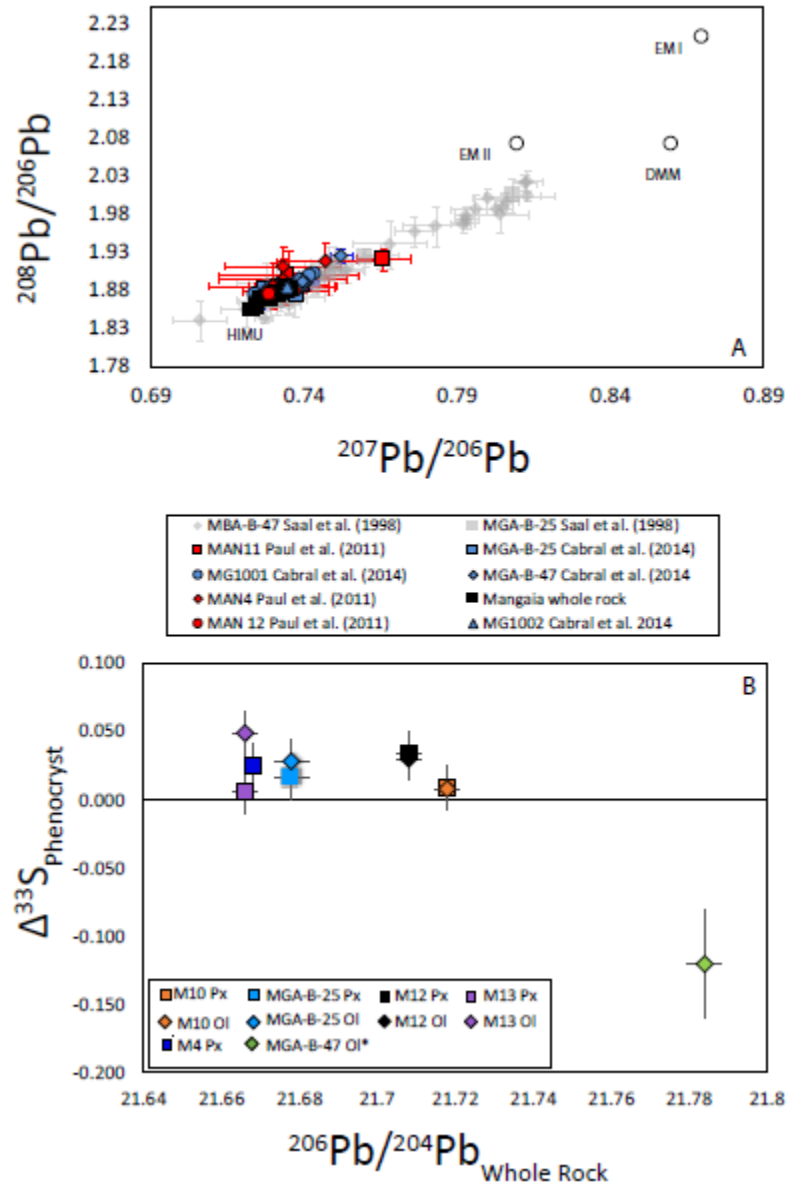 2.23
2.18
2.13
2.08
2.03
1.98
1.93
1.88
1.83
1.78
²⁰⁸Pb/²⁰⁶Pb
EM I
EM II
DMM
HIMU
A
0.69 0.74 0.79 0.84 0.89
²⁰⁷Pb/²⁰⁶Pb
MBA-B-47 Saal et al. (1998) MGA-B-25 Saal et al. (1998)
MAN11 Paul et al. (2011) MGA-B-25 Cabral et al. (2014)
MG1001 Cabral et al. (2014) MGA-B-47 Cabral et al. (2014
MAN4 Paul et al. (2011) Mangaia whole rock
MAN 12 Paul et al. (2011) MG1002 Cabral et al. 2014
B
0.100
0.050
0.000
-0.050
-0.100
-0.150
-0.200
Δ³³S Phenocryst
M10 Px MGA-B-25 Px M12 Px M13 Px
M10 Ol MGA-B-25 Ol M12 Ol M13 Ol
M4 Px MGA-B-47 Ol*
21.64 21.66 21.68 21.7 21.72 21.74 21.76 21.78 21.8
²⁰⁶Pb/²⁰⁴Pb Whole Rock